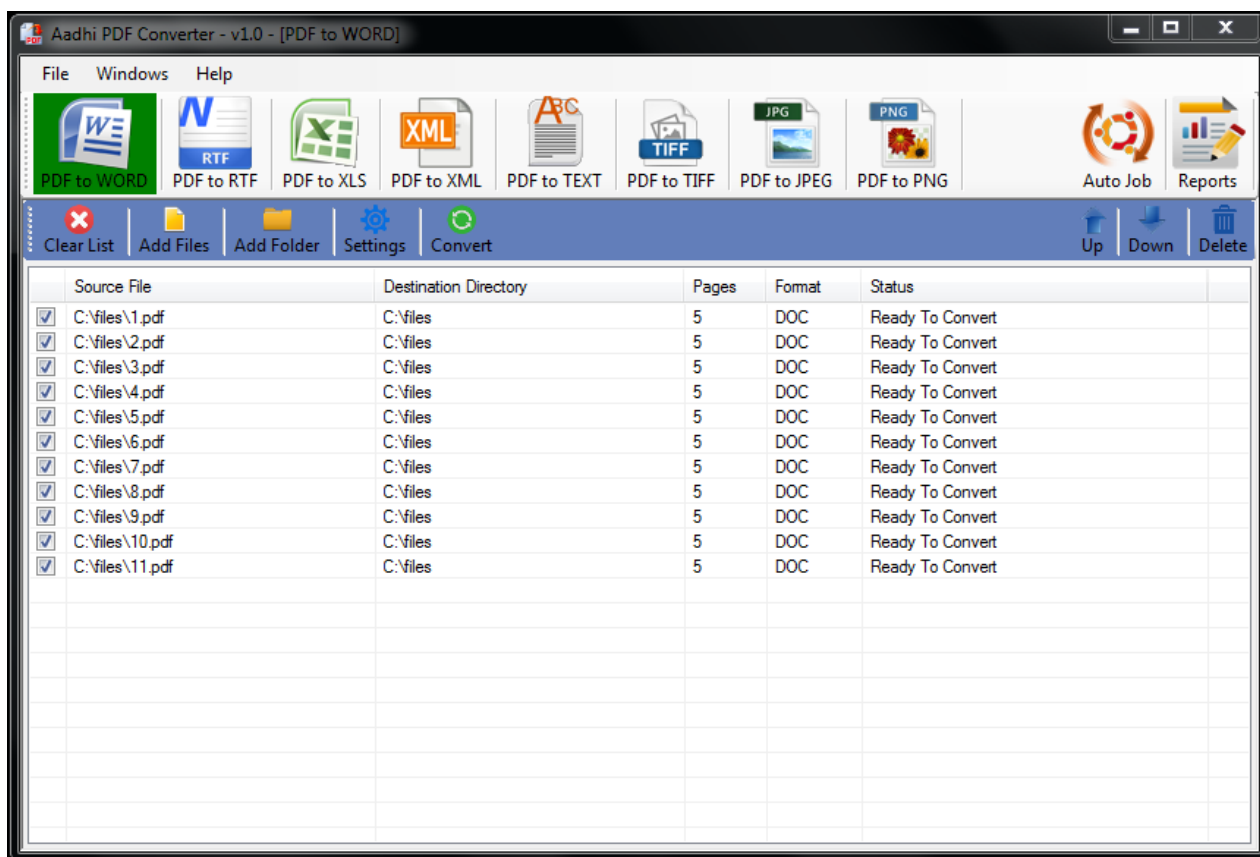 Aadhi PDF Converter - v1.0 - [PDF to WORD]
File Windows Help
W N RTF X XML ABC TIFF JPG PNG
PDF to WORD PDF to RTF PDF to XLS PDF to XML PDF to TEXT PDF to TIFF PDF to JPEG PDF to PNG Auto Job Reports
Clear List Add Files Add Folder Settings Convert Up Down Delete
Source File Destination Directory Pages Format Status
C:\files\1.pdf C:\files 5 DOC Ready To Convert
C:\files\2.pdf C:\files 5 DOC Ready To Convert
C:\files\3.pdf C:\files 5 DOC Ready To Convert
C:\files\4.pdf C:\files 5 DOC Ready To Convert
C:\files\5.pdf C:\files 5 DOC Ready To Convert
C:\files\6.pdf C:\files 5 DOC Ready To Convert
C:\files\7.pdf C:\files 5 DOC Ready To Convert
C:\files\8.pdf C:\files 5 DOC Ready To Convert
C:\files\9.pdf C:\files 5 DOC Ready To Convert
C:\files\10.pdf C:\files 5 DOC Ready To Convert
C:\files\11.pdf C:\files 5 DOC Ready To Convert